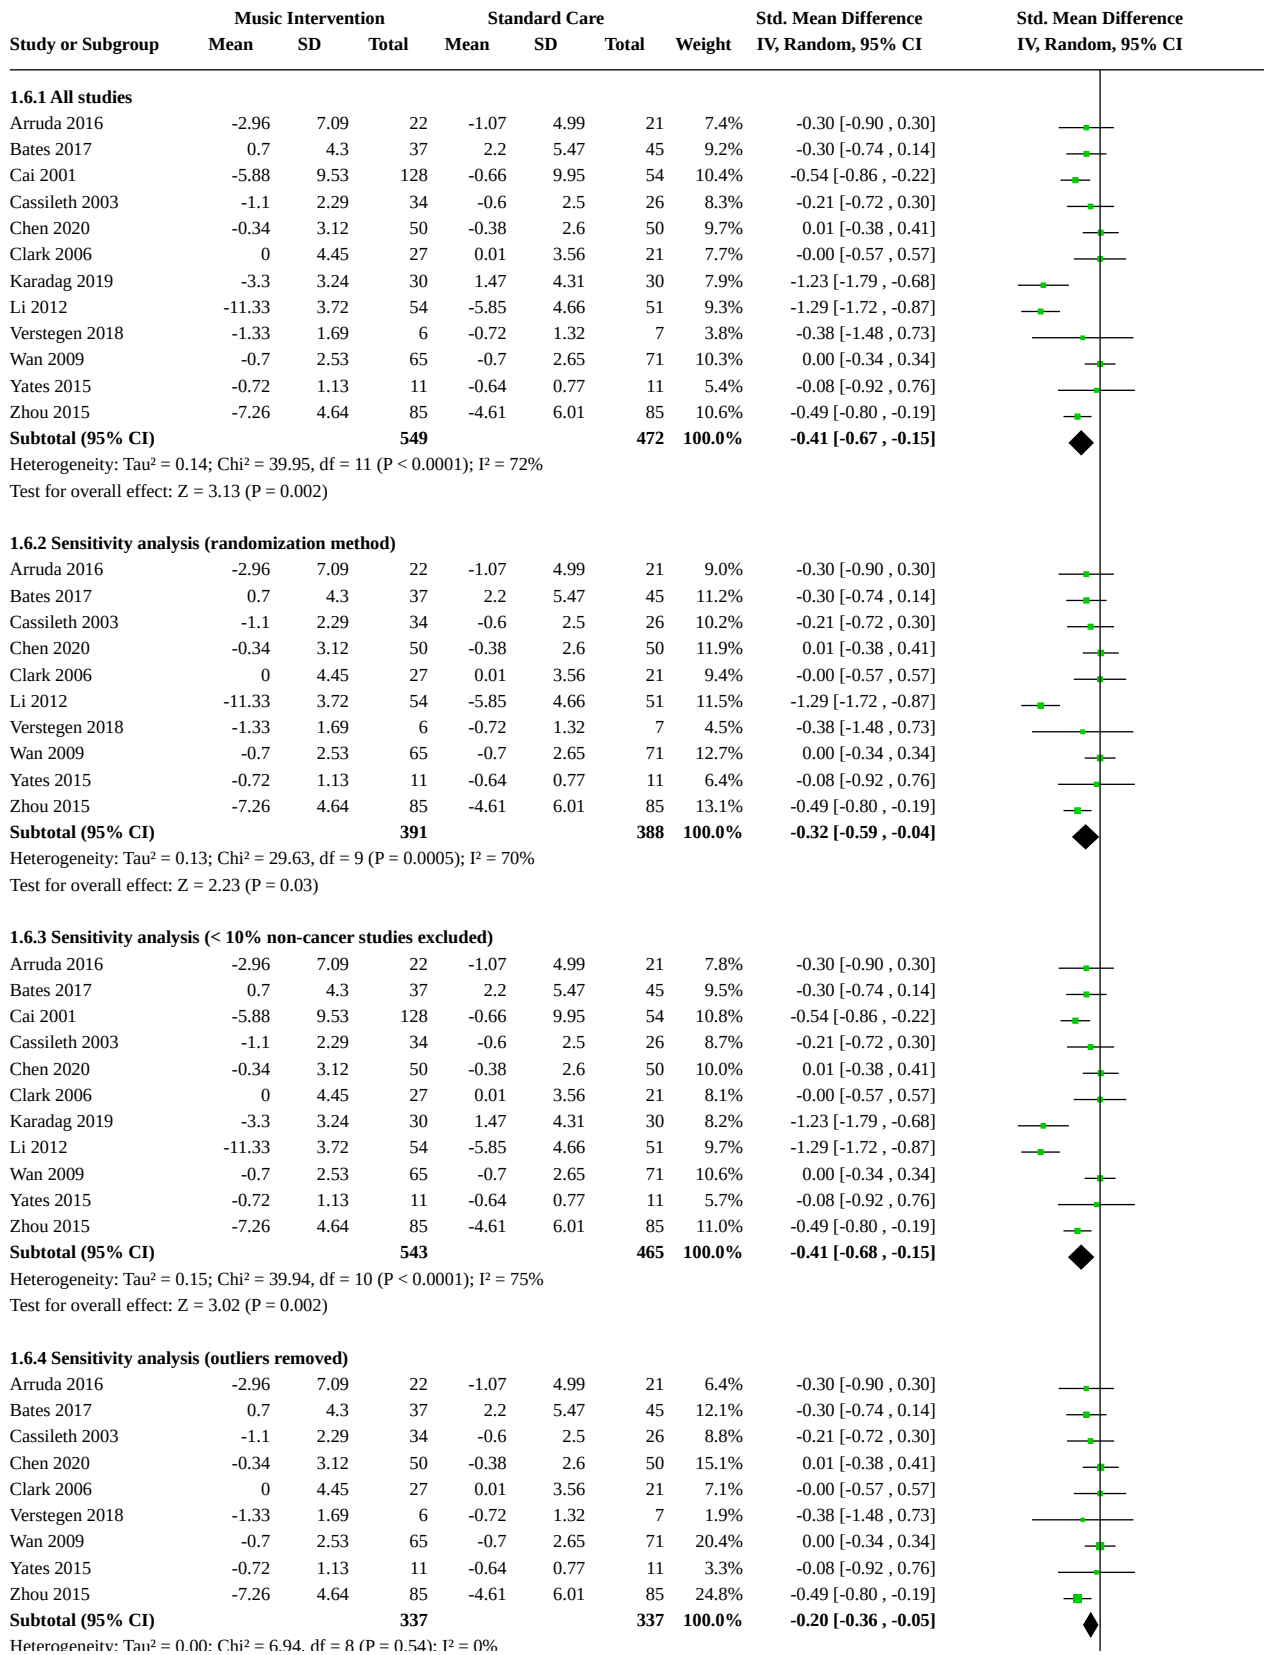 Music Intervention Standard Care Std. Mean Difference Std. Mean Difference
Study or Subgroup Mean SD Total Mean SD Total Weight IV, Random, 95% CI IV, Random, 95% CI
1.6.1 All studies
Arruda 2016 -2.96 7.09 22 -1.07 4.99 21 7.4% -0.30 [-0.90 , 0.30]
Bates 2017 0.7 4.3 37 2.2 5.47 45 9.2% -0.30 [-0.74 , 0.14]
Cai 2001 -5.88 9.53 128 -0.66 9.95 54 10.4% -0.54 [-0.86 , -0.22]
Cassileth 2003 -1.1 2.29 34 -0.6 2.5 26 8.3% -0.21 [-0.72 , 0.30]
Chen 2020 -0.34 3.12 50 -0.38 2.6 50 9.7% 0.01 [-0.38 , 0.41]
Clark 2006 0 4.45 27 0.01 3.56 21 7.7% -0.00 [-0.57 , 0.57]
Karadag 2019 -3.3 3.24 30 1.47 4.31 30 7.9% -1.23 [-1.79 , -0.68]
Li 2012 -11.33 3.72 54 -5.85 4.66 51 9.3% -1.29 [-1.72 , -0.87]
Verstegen 2018 -1.33 1.69 6 -0.72 1.32 7 3.8% -0.38 [-1.48 , 0.73]
Wan 2009 -0.7 2.53 65 -0.7 2.65 71 10.3% 0.00 [-0.34 , 0.34]
Yates 2015 -0.72 1.13 11 -0.64 0.77 11 5.4% -0.08 [-0.92 , 0.76]
Zhou 2015 -7.26 4.64 85 -4.61 6.01 85 10.6% -0.49 [-0.80 , -0.19]
Subtotal (95% CI) 549 472 100.0% -0.41 [-0.67 , -0.15]
Heterogeneity: Tau² = 0.14; Chi² = 39.95, df = 11 (P < 0.0001); I² = 72%
Test for overall effect: Z = 3.13 (P = 0.002)
1.6.2 Sensitivity analysis (randomization method)
Arruda 2016 -2.96 7.09 22 -1.07 4.99 21 9.0% -0.30 [-0.90 , 0.30]
Bates 2017 0.7 4.3 37 2.2 5.47 45 11.2% -0.30 [-0.74 , 0.14]
Cassileth 2003 -1.1 2.29 34 -0.6 2.5 26 10.2% -0.21 [-0.72 , 0.30]
Chen 2020 -0.34 3.12 50 -0.38 2.6 50 11.9% 0.01 [-0.38 , 0.41]
Clark 2006 0 4.45 27 0.01 3.56 21 9.4% -0.00 [-0.57 , 0.57]
Li 2012 -11.33 3.72 54 -5.85 4.66 51 11.5% -1.29 [-1.72 , -0.87]
Verstegen 2018 -1.33 1.69 6 -0.72 1.32 7 4.5% -0.38 [-1.48 , 0.73]
Wan 2009 -0.7 2.53 65 -0.7 2.65 71 12.7% 0.00 [-0.34 , 0.34]
Yates 2015 -0.72 1.13 11 -0.64 0.77 11 6.4% -0.08 [-0.92 , 0.76]
Zhou 2015 -7.26 4.64 85 -4.61 6.01 85 13.1% -0.49 [-0.80 , -0.19]
Subtotal (95% CI) 391 388 100.0% -0.32 [-0.59 , -0.04]
Heterogeneity: Tau² = 0.13; Chi² = 29.63, df = 9 (P = 0.0005); I² = 70%
Test for overall effect: Z = 2.23 (P = 0.03)
1.6.3 Sensitivity analysis (< 10% non-cancer studies excluded)
Arruda 2016 -2.96 7.09 22 -1.07 4.99 21 7.8% -0.30 [-0.90 , 0.30]
Bates 2017 0.7 4.3 37 2.2 5.47 45 9.5% -0.30 [-0.74 , 0.14]
Cai 2001 -5.88 9.53 128 -0.66 9.95 54 10.8% -0.54 [-0.86 , -0.22]
Cassileth 2003 -1.1 2.29 34 -0.6 2.5 26 8.7% -0.21 [-0.72 , 0.30]
Chen 2020 -0.34 3.12 50 -0.38 2.6 50 10.0% 0.01 [-0.38 , 0.41]
Clark 2006 0 4.45 27 0.01 3.56 21 8.1% -0.00 [-0.57 , 0.57]
Karadag 2019 -3.3 3.24 30 1.47 4.31 30 8.2% -1.23 [-1.79 , -0.68]
Li 2012 -11.33 3.72 54 -5.85 4.66 51 9.7% -1.29 [-1.72 , -0.87]
Wan 2009 -0.7 2.53 65 -0.7 2.65 71 10.6% 0.00 [-0.34 , 0.34]
Yates 2015 -0.72 1.13 11 -0.64 0.77 11 5.7% -0.08 [-0.92 , 0.76]
Zhou 2015 -7.26 4.64 85 -4.61 6.01 85 11.0% -0.49 [-0.80 , -0.19]
Subtotal (95% CI) 543 465 100.0% -0.41 [-0.68 , -0.15]
Heterogeneity: Tau² = 0.15; Chi² = 39.94, df = 10 (P < 0.0001); I² = 75%
Test for overall effect: Z = 3.02 (P = 0.002)
1.6.4 Sensitivity analysis (outliers removed)
Arruda 2016 -2.96 7.09 22 -1.07 4.99 21 6.4% -0.30 [-0.90 , 0.30]
Bates 2017 0.7 4.3 37 2.2 5.47 45 12.1% -0.30 [-0.74 , 0.14]
Cassileth 2003 -1.1 2.29 34 -0.6 2.5 26 8.8% -0.21 [-0.72 , 0.30]
Chen 2020 -0.34 3.12 50 -0.38 2.6 50 15.1% 0.01 [-0.38 , 0.41]
Clark 2006 0 4.45 27 0.01 3.56 21 7.1% -0.00 [-0.57 , 0.57]
Verstegen 2018 -1.33 1.69 6 -0.72 1.32 7 1.9% -0.38 [-1.48 , 0.73]
Wan 2009 -0.7 2.53 65 -0.7 2.65 71 20.4% 0.00 [-0.34 , 0.34]
Yates 2015 -0.72 1.13 11 -0.64 0.77 11 3.3% -0.08 [-0.92 , 0.76]
Zhou 2015 -7.26 4.64 85 -4.61 6.01 85 24.8% -0.49 [-0.80 , -0.19]
Subtotal (95% CI) 337 337 100.0% -0.20 [-0.36 , -0.05]
Heterogeneity: Tau² = 0.00; Chi² = 6.94, df = 8 (P = 0.54); I² = 0%